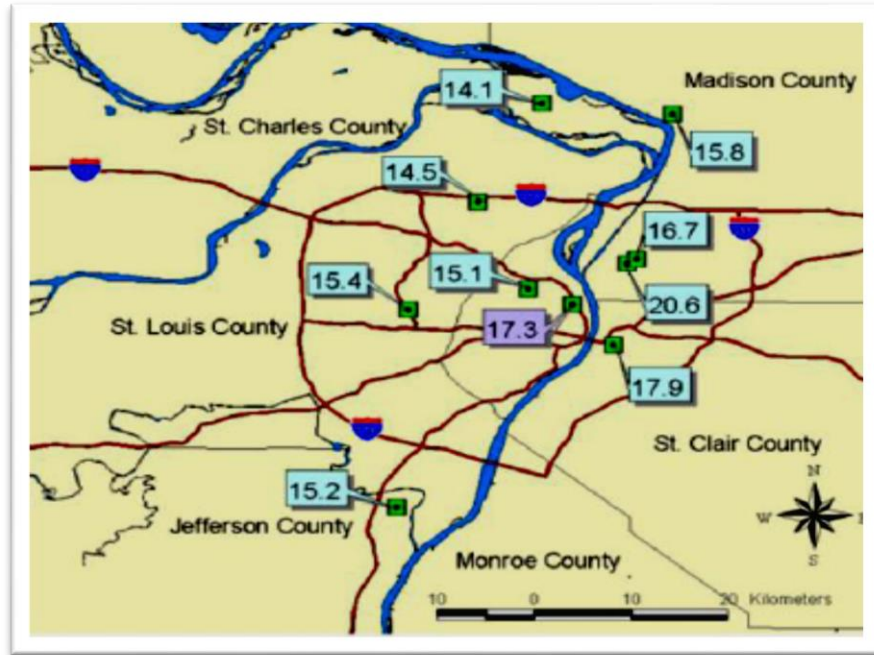 14.1
Madison County
St. Charles County
15.8
14.5
16.7
15.1
15.4
20.6
St. Louis County
17.3
17.9
St. Clair County
N
15.2
W
Jefferson County
S
Monroe County
10 0 10 20 Kilometers